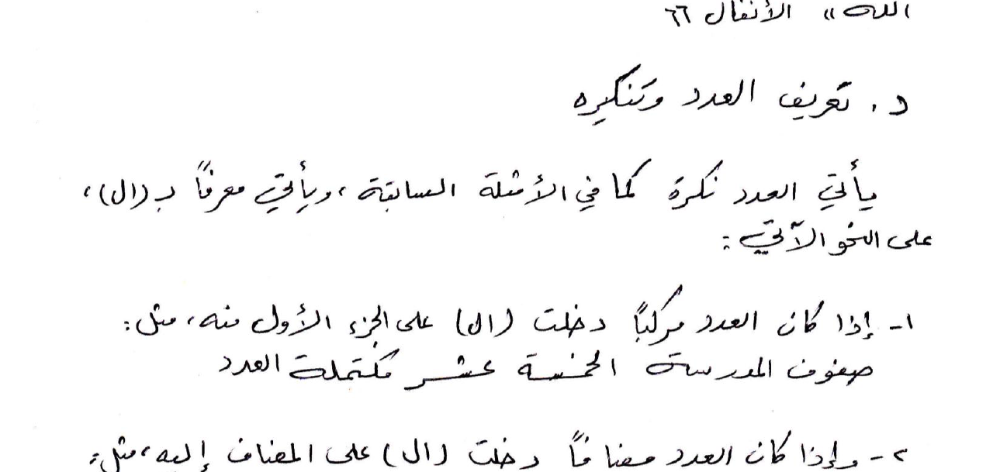 الله» الأنفال ٦٦
د. تعريف العدد وتنكيره
يأتي العدد نكرة كما في الأمثلة السابقة، ويأتي معرفًا بـ (ال)،
على النحو الآتي:
١- إذا كان العدد مركبًا دخلت (ال) على الجزء الأول منه، مثل:
صفوف المدرسة الخمسة عشر مكتملة العدد
٢- وإذا كان العدد مضافًا دخلت (ال) على المضاف إليه، مثل: